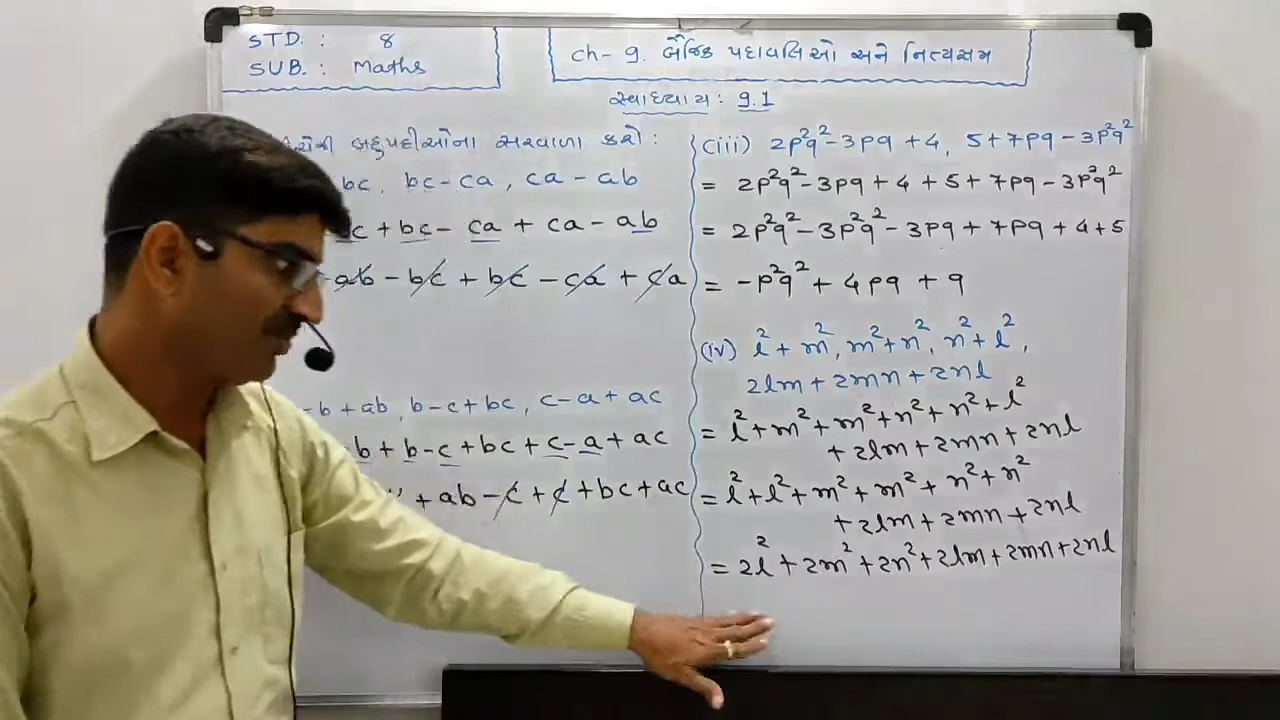 STD. : 8
SUB. : Maths
ch- 9. બૈજિક પદાવલિઓ અને નિત્યસમ
સ્વાધ્યાય : 9.1
બહુપદીઓના સરવાળા કરો :
bc, bc-ca, ca-ab
c + bc - ca + ca - ab
ab - bc + bc - ca + ca
-b + ab, b-c+bc, c-a+ac
b + b-c+bc+c-a+ac
+ab-c+c+bc+ac
(iii) 2p²q²-3pq+4, 5+7pq-3p²q²
= 2p²q²-3pq+4+5+7pq-3p²q²
= 2p²q²-3p²q²-3pq+7pq+4+5
= -p²q²+4pq+9
(iv) l²+m², m²+n², n²+l²,
2lm+2mn+2nl
= l²+m²+m²+n²+n²+l²
+2lm+2mn+2nl
= l²+l²+m²+m²+n²+n²
+2lm+2mn+2nl
= 2l²+2m²+2n²+2lm+2mn+2nl